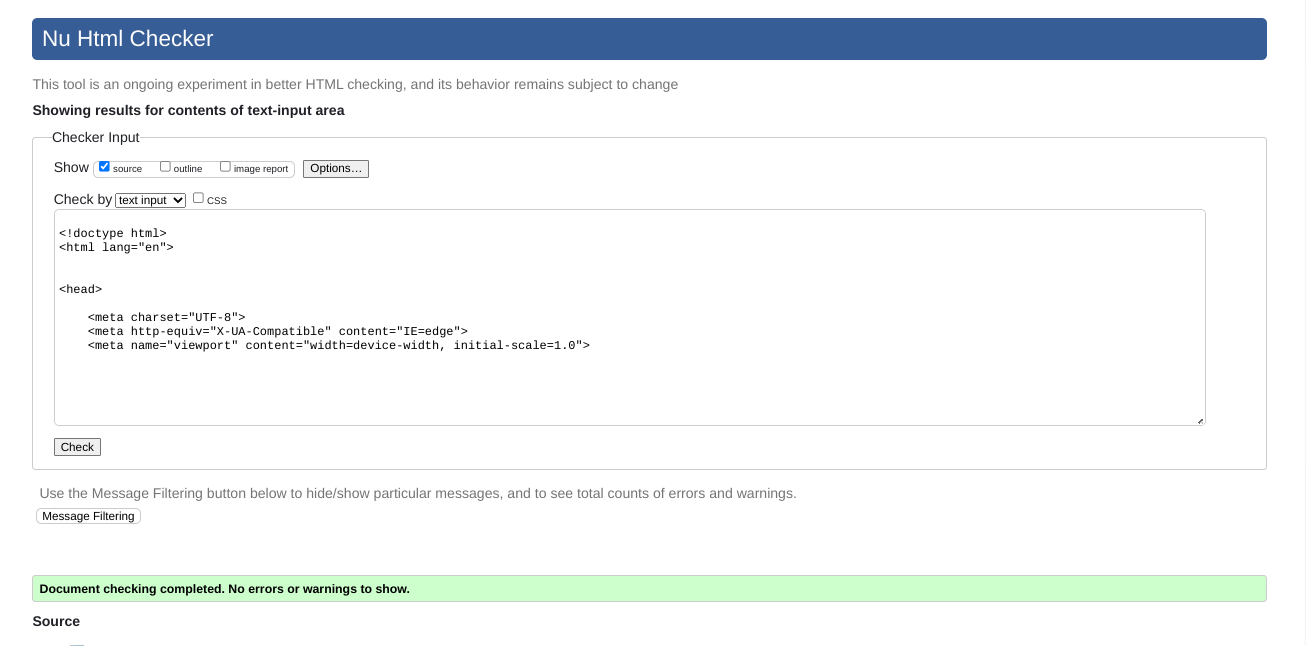 Nu Html Checker
This tool is an ongoing experiment in better HTML checking, and its behavior remains subject to change
Showing results for contents of text-input area
Checker Input
Show source outline image report Options…
Check by text input css
<!doctype html>
<html lang="en">
<head>
    <meta charset="UTF-8">
    <meta http-equiv="X-UA-Compatible" content="IE=edge">
    <meta name="viewport" content="width=device-width, initial-scale=1.0">
Check
Use the Message Filtering button below to hide/show particular messages, and to see total counts of errors and warnings.
Message Filtering
Document checking completed. No errors or warnings to show.
Source